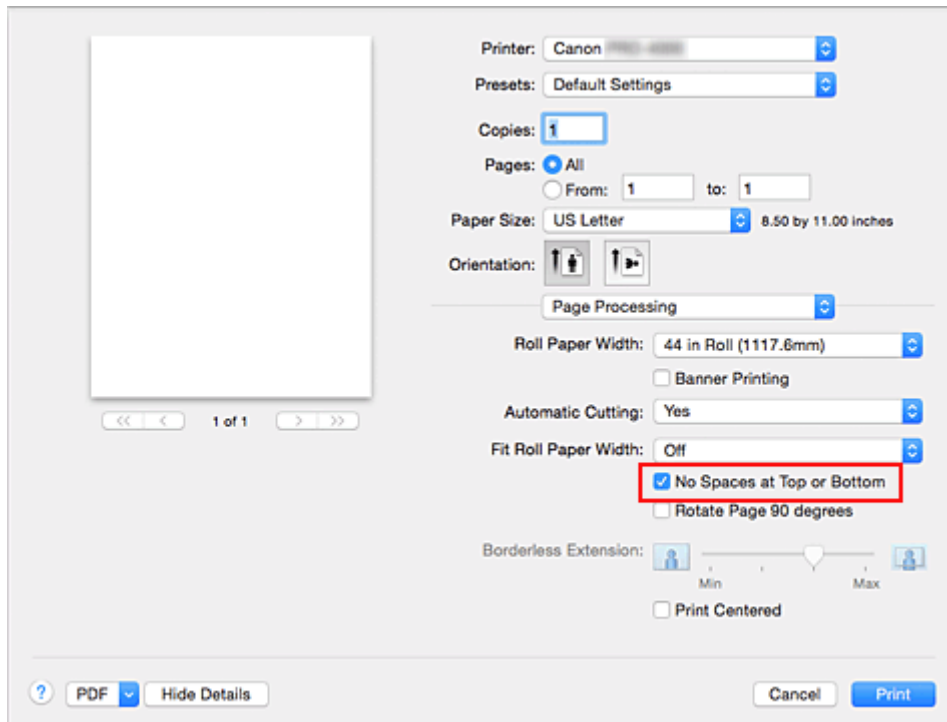 Printer: Canon
Presets: Default Settings
Copies: 1
Pages: All
From: 1 to: 1
Paper Size: US Letter 8.50 by 11.00 inches
Orientation:
Page Processing
Roll Paper Width: 44 in Roll (1117.6mm)
Banner Printing
<< < 1 of 1 > >>
Automatic Cutting: Yes
Fit Roll Paper Width: Off
No Spaces at Top or Bottom
Rotate Page 90 degrees
Borderless Extension:
Min Max
Print Centered
? PDF Hide Details Cancel Print